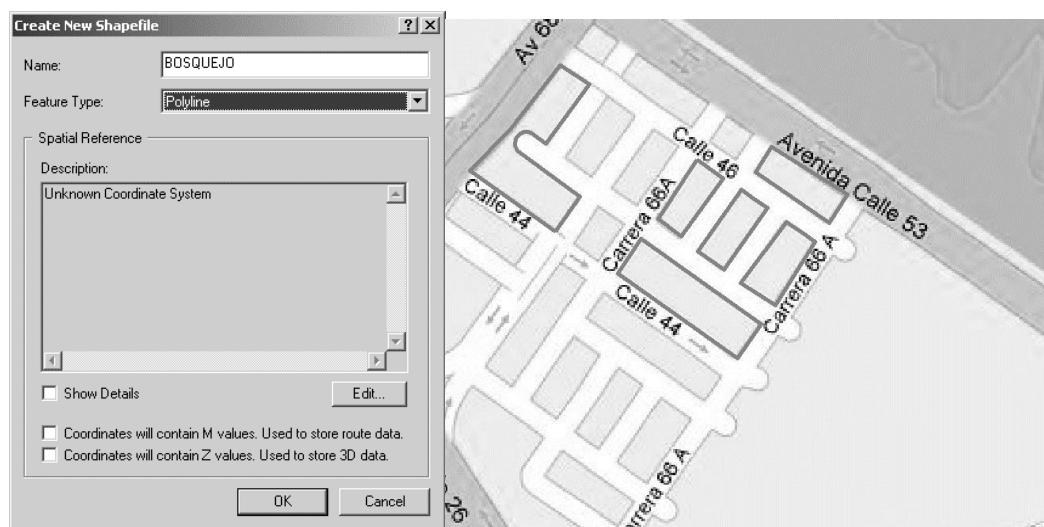 Create New Shapefile
Name:
BOSQUEJO
Feature Type:
Polyline
Spatial Reference
Description:
Unknown Coordinate System
Show Details
Edit...
Coordinates will contain M values. Used to store route data.
Coordinates will contain Z values. Used to store 3D data.
OK
Cancel
Av 68
Calle 46
Avenida Calle 53
Calle 44
Carrera 66A
Calle 44
Carrera 66 A
Carrera 66 A
26